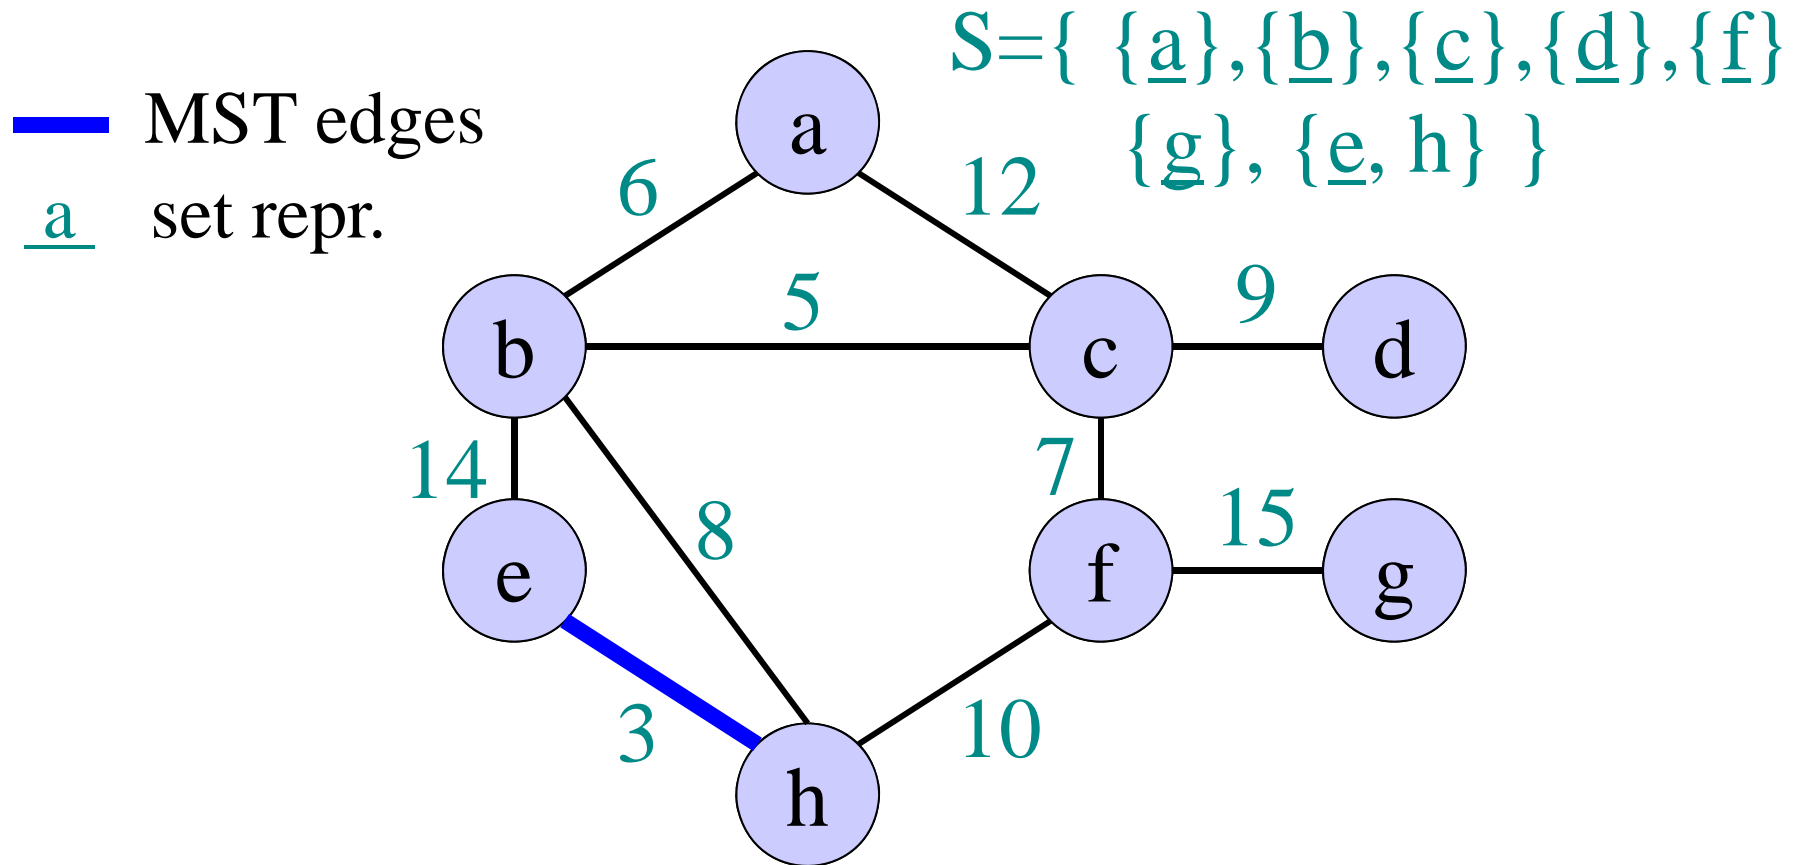 S={ {a},{b},{c},{d},{f}
{g}, {e, h} }
MST edges
a set repr.
a
6
12
5
9
b
c
d
14
7
8
15
e
f
g
3
10
h